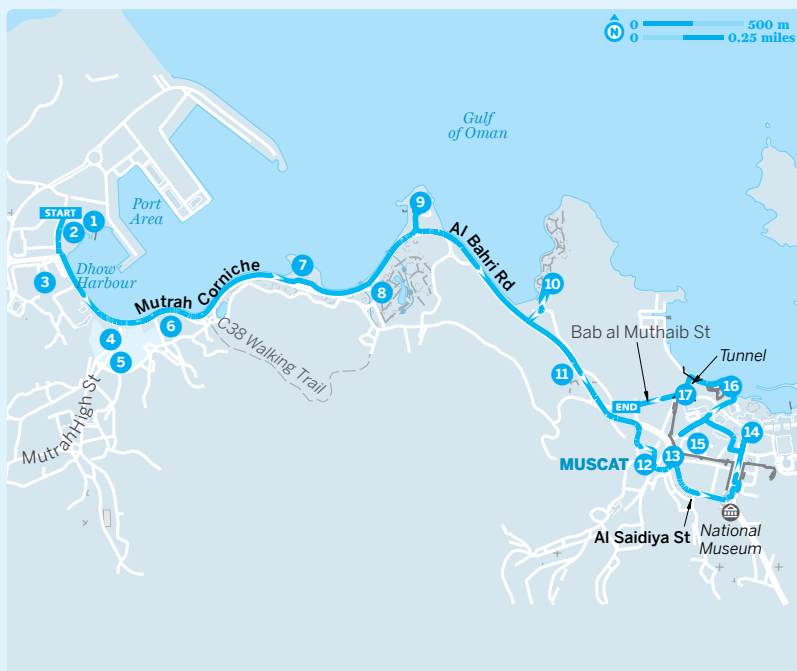 0 500 m
N
0 0.25 miles
Gulf
of Oman
9
START
1
2
Port
Area
Al Bahri Rd
7
Dhow
Harbour
3
Mutrah Corniche
8
10
6
4
C38 Walking Trail
5
Bab al Muthaib St
Tunnel
11
16
17
END
Mutrah High St
14
15
MUSCAT
12
13
Al Saidiya St
National
Museum